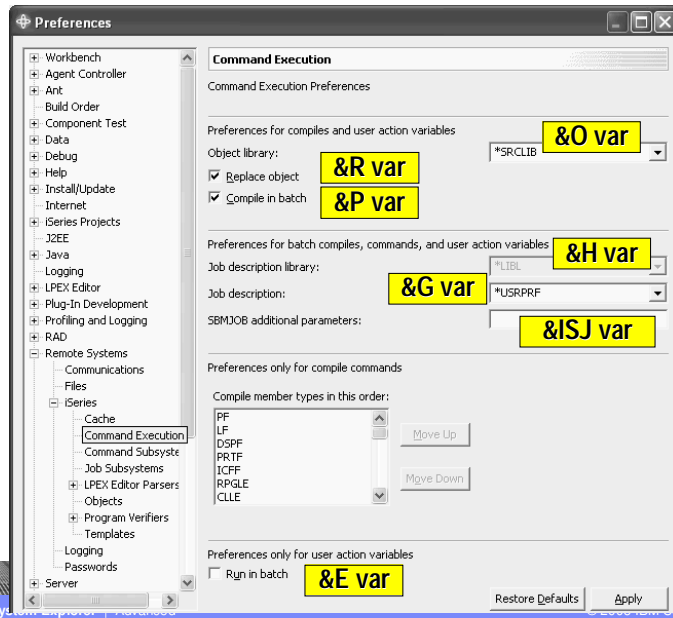 Preferences
Workbench
Agent Controller
Ant
Build Order
Component Test
Data
Debug
Help
Install/Update
Internet
iSeries Projects
J2EE
Java
Logging
LPEX Editor
Plug-In Development
Profiling and Logging
RAD
Remote Systems
Communications
Files
iSeries
Cache
Command Execution
Command Subsyste
Job Subsystems
LPEX Editor Parsers
Objects
Program Verifiers
Templates
Logging
Passwords
Server
Command Execution
Command Execution Preferences
Preferences for compiles and user action variables
&O var
Object library:
*SRCLIB
&R var
Replace object
&P var
Compile in batch
Preferences for batch compiles, commands, and user action variables
&H var
Job description library:
*LIBL
&G var
Job description:
*USRPRF
SBMJOB additional parameters:
&ISJ var
Preferences only for compile commands
Compile member types in this order:
PF
LF
DSPF
PRTF
ICFF
RPGLE
CLLE
Move Up
Move Down
Preferences only for user action variables
Run in batch
&E var
Restore Defaults
Apply